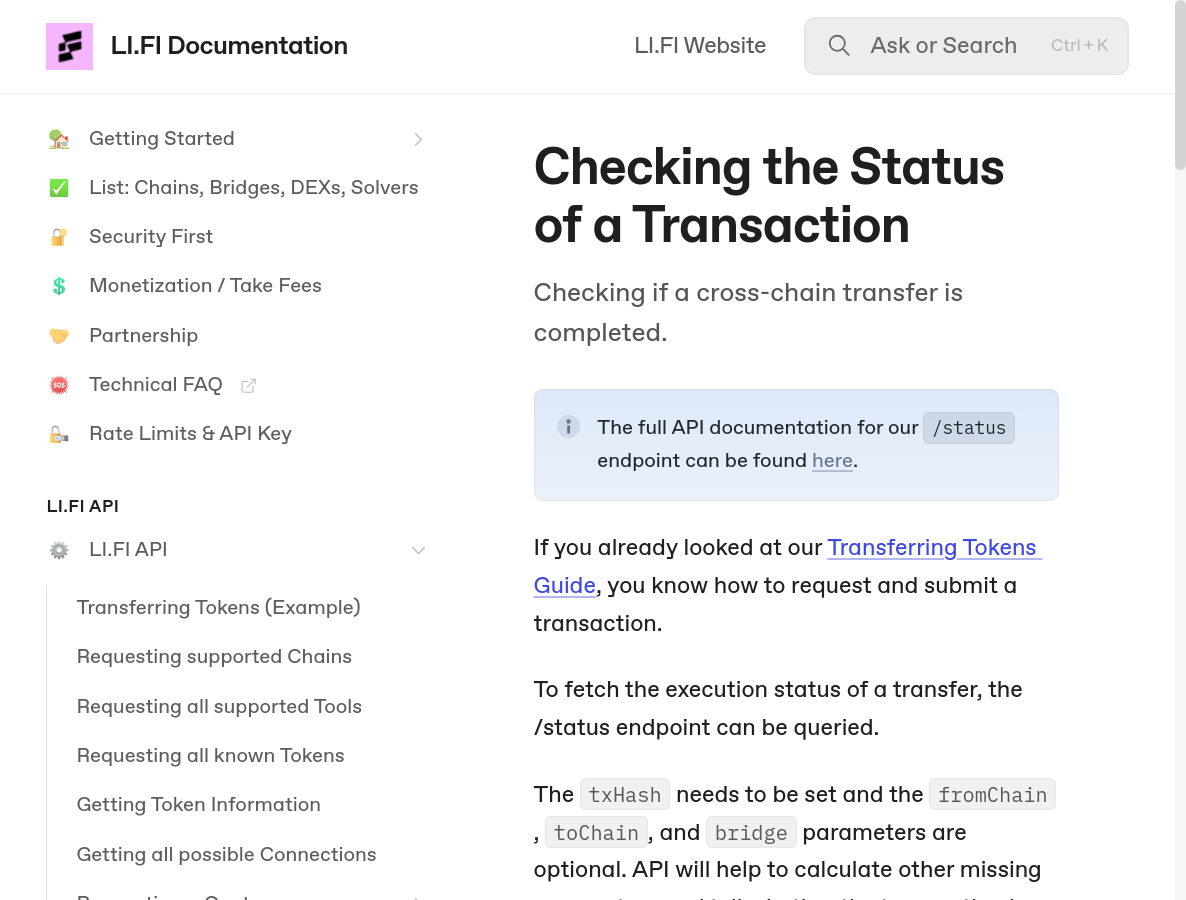 LI.FI Documentation
LI.FI Website
Ask or Search
Ctrl + K
Getting Started
List: Chains, Bridges, DEXs, Solvers
Security First
Monetization / Take Fees
Partnership
Technical FAQ
Rate Limits & API Key
LI.FI API
LI.FI API
Transferring Tokens (Example)
Requesting supported Chains
Requesting all supported Tools
Requesting all known Tokens
Getting Token Information
Getting all possible Connections
Checking the Status
of a Transaction
Checking if a cross-chain transfer is
completed.
The full API documentation for our /status
endpoint can be found here.
If you already looked at our Transferring Tokens
Guide, you know how to request and submit a
transaction.
To fetch the execution status of a transfer, the
/status endpoint can be queried.
The txHash needs to be set and the fromChain
, toChain, and bridge parameters are
optional. API will help to calculate other missing